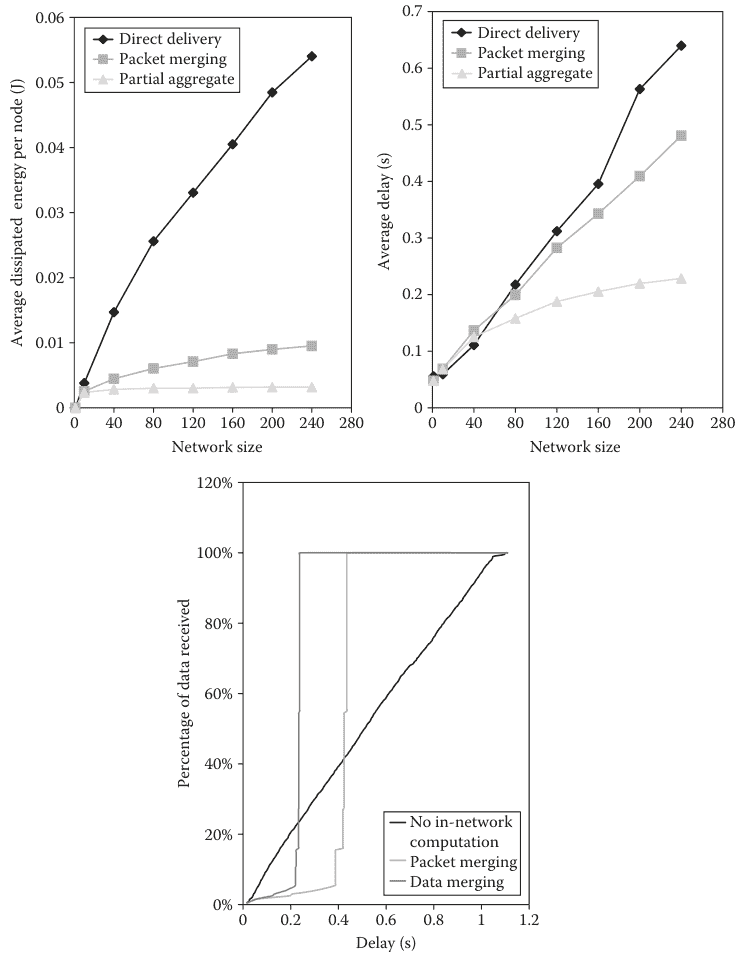 0.06
0.05
0.04
0.03
0.02
0.01
0
Average dissipated energy per node (J)
Direct delivery
Packet merging
Partial aggregate
0 40 80 120 160 200 240 280
Network size
0.7
0.6
0.5
0.4
0.3
0.2
0.1
0
Average delay (s)
Direct delivery
Packet merging
Partial aggregate
0 40 80 120 160 200 240 280
Network size
120%
100%
80%
60%
40%
20%
0%
Percentage of data received
No in-network
computation
Packet merging
Data merging
0 0.2 0.4 0.6 0.8 1 1.2
Delay (s)